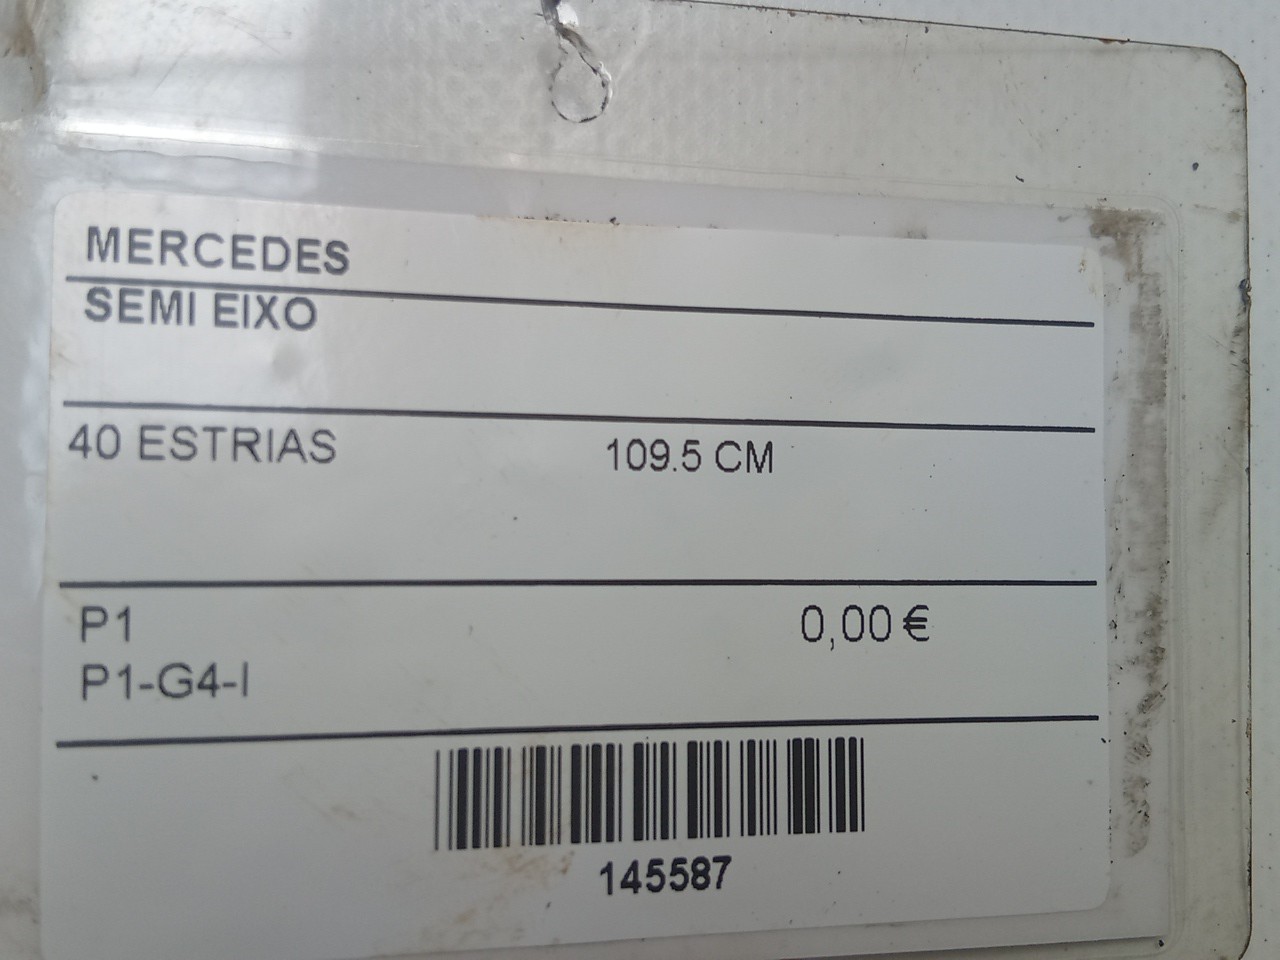 MERCEDES
SEMI EIXO
40 ESTRIAS 109.5 CM
P1 0,00 €
P1-G4-I
145587